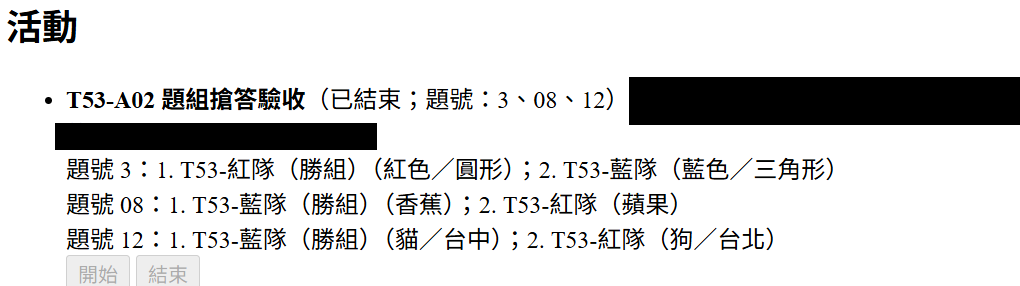 活動
T53-A02 題組搶答驗收（已結束；題號：3、08、12）
題號 3：1. T53-紅隊（勝組）（紅色／圓形）；2. T53-藍隊（藍色／三角形）
題號 08：1. T53-藍隊（勝組）（香蕉）；2. T53-紅隊（蘋果）
題號 12：1. T53-藍隊（勝組）（貓／台中）；2. T53-紅隊（狗／台北）
開始 結束